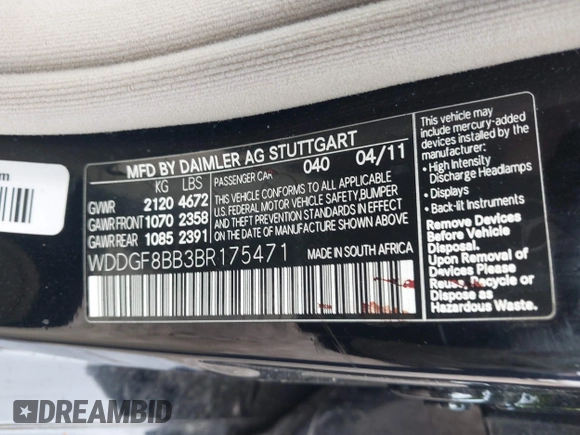 MFD BY DAIMLER AG STUTTGART
KG LBS PASSENGER CAR 040 04/11
GVWR 2120 4672
GAWR FRONT 1070 2358
GAWR REAR 1085 2391
THIS VEHICLE CONFORMS TO ALL APPLICABLE
U.S. FEDERAL MOTOR VEHICLE SAFETY, BUMPER
AND THEFT PREVENTION STANDARDS IN EFFECT
ON THE DATE OF MANUFACTURE SHOWN ABOVE.
WDDGF8BB3BR175471 MADE IN SOUTH AFRICA
This vehicle may
include mercury-added
devices installed by the
manufacturer:
• High Intensity
Discharge Headlamps
• Displays
• Back-lit Instruments
Remove Devices
Before Vehicle
Disposal.
Upon Removal of
Devices Please
Reuse, Recycle or
Dispose as
Hazardous Waste.
m
DREAMBID